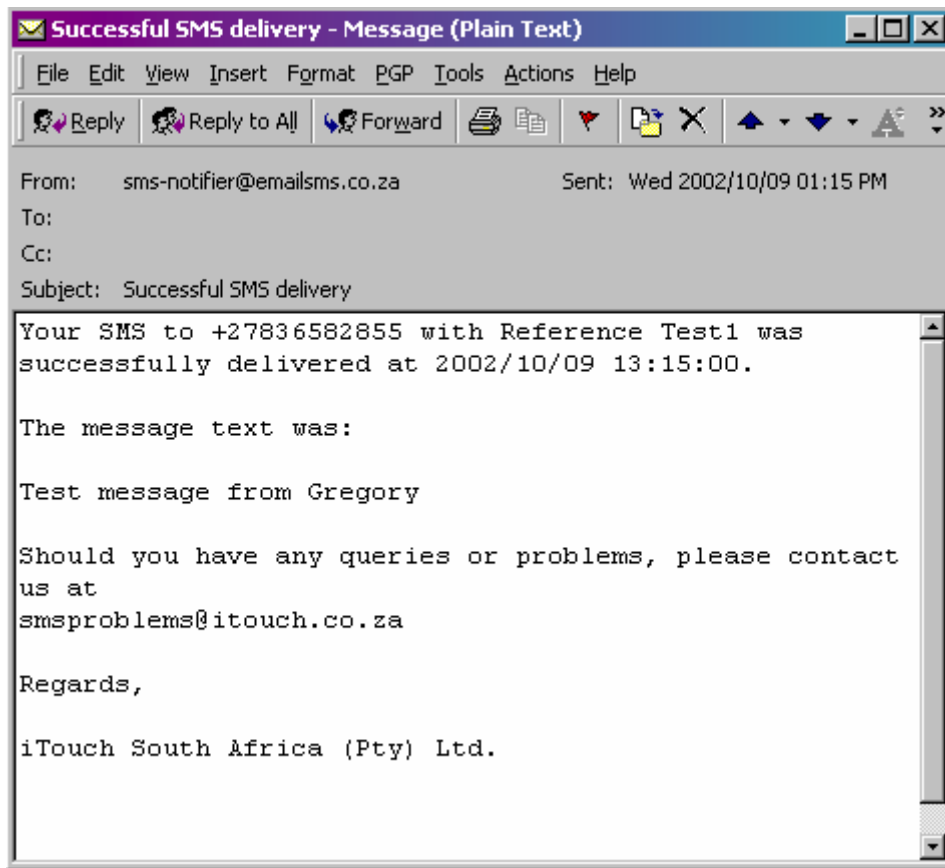 Successful SMS delivery - Message (Plain Text)
File Edit View Insert Format PGP Tools Actions Help
Reply Reply to All Forward A
From: sms-notifier@emailsms.co.za Sent: Wed 2002/10/09 01:15 PM
To:
Cc:
Subject: Successful SMS delivery
Your SMS to +27836582855 with Reference Test1 was
successfully delivered at 2002/10/09 13:15:00.
The message text was:
Test message from Gregory
Should you have any queries or problems, please contact
us at
smsproblems@itouch.co.za
Regards,
iTouch South Africa (Pty) Ltd.